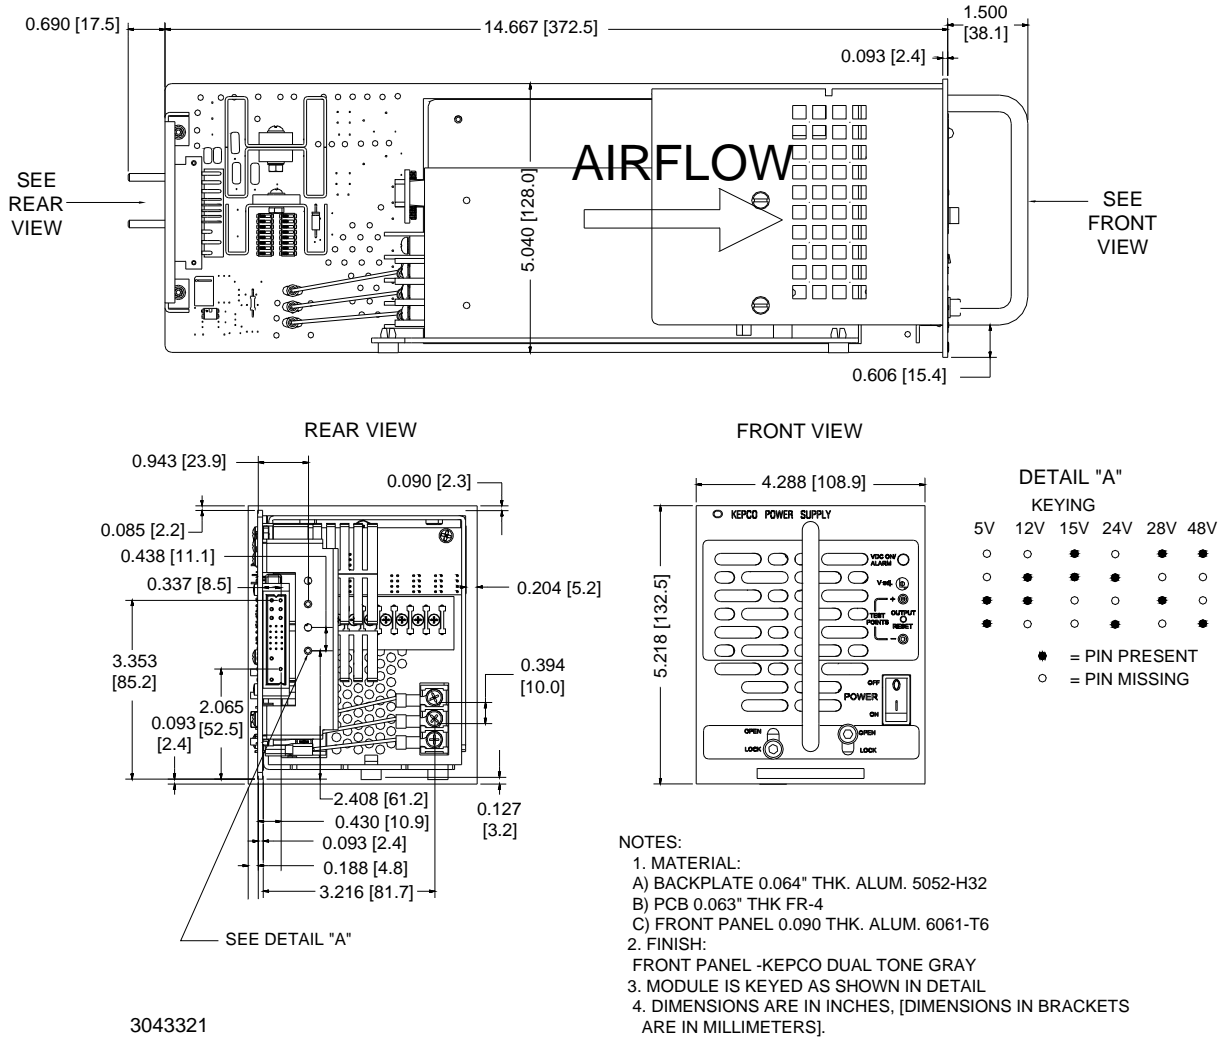 0.690 [17.5]
14.667 [372.5]
1.500
[38.1]
0.093 [2.4]
AIRFLOW
5.040 [128.0]
SEE
REAR
VIEW
SEE
FRONT
VIEW
0.606 [15.4]
REAR VIEW
0.943 [23.9]
0.090 [2.3]
0.085 [2.2]
0.438 [11.1]
0.337 [8.5]
0.204 [5.2]
3.353
[85.2]
2.065
[52.5]
0.093
[2.4]
0.394
[10.0]
2.408 [61.2]
0.430 [10.9]
0.093 [2.4]
0.188 [4.8]
3.216 [81.7]
0.127
[3.2]
SEE DETAIL "A"
FRONT VIEW
4.288 [108.9]
5.218 [132.5]
KEPCO POWER SUPPLY
VDC ON/
ALARM
V adj.
+
TEST
POINTS
OUTPUT
RESET
–
OFF
POWER
ON
OPEN
LOCK
OPEN
LOCK
DETAIL "A"
KEYING
5V 12V 15V 24V 28V 48V
= PIN PRESENT
= PIN MISSING
NOTES:
1. MATERIAL:
A) BACKPLATE 0.064" THK. ALUM. 5052-H32
B) PCB 0.063" THK FR-4
C) FRONT PANEL 0.090 THK. ALUM. 6061-T6
2. FINISH:
FRONT PANEL -KEPCO DUAL TONE GRAY
3. MODULE IS KEYED AS SHOWN IN DETAIL
4. DIMENSIONS ARE IN INCHES, [DIMENSIONS IN BRACKETS
ARE IN MILLIMETERS].
3043321